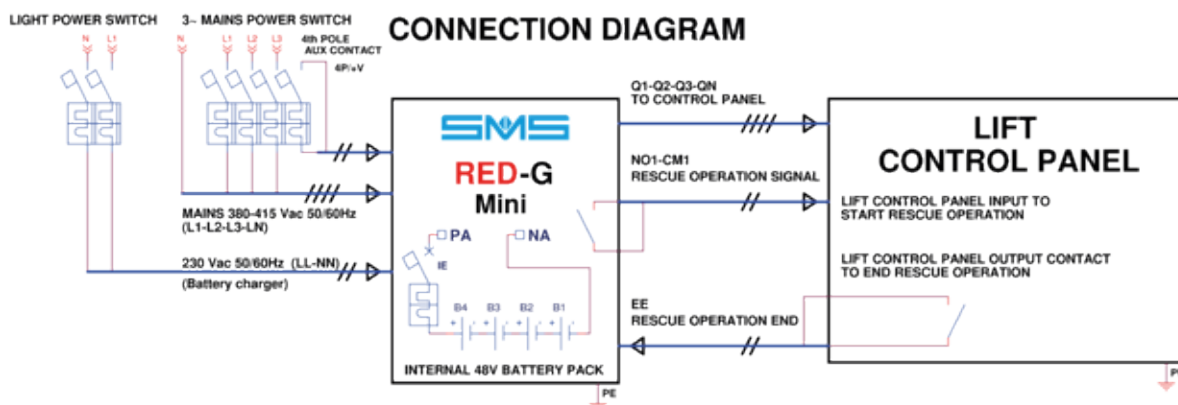 CONNECTION DIAGRAM
LIGHT POWER SWITCH
N L1
3~ MAINS POWER SWITCH
N L1 L2 L3
4th POLE
AUX CONTACT
SMS
RED-G
Mini
PA
NA
IE
B4 B3 B2 B1
+ - + - + - + -
INTERNAL 48V BATTERY PACK
PE
MAINS 380-415 Vac 50/60Hz
(L1-L2-L3-LN)
230 Vac 50/60Hz (LL-NN)
(Battery charger)
Q1-Q2-Q3-QN
TO CONTROL PANEL
NO1-CM1
RESCUE OPERATION SIGNAL
EE
RESCUE OPERATION END
LIFT
CONTROL PANEL
LIFT CONTROL PANEL INPUT TO
START RESCUE OPERATION
LIFT CONTROL PANEL OUTPUT CONTACT
TO END RESCUE OPERATION